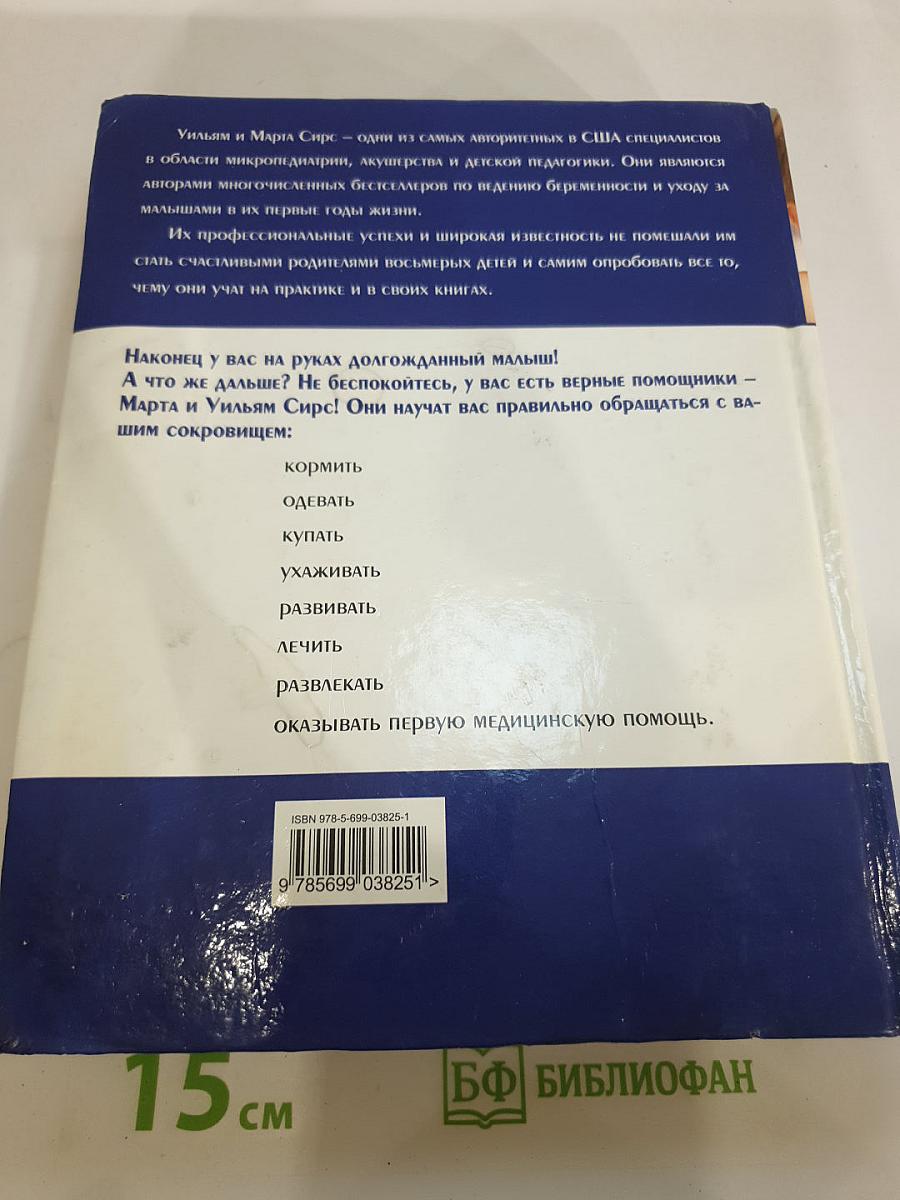 Уильям и Марта Сирс – одни из самых авторитетных в США специалистов
в области микропедиатрии, акушерства и детской педагогики. Они являются
авторами многочисленных бестселлеров по ведению беременности и уходу за
малышами в их первые годы жизни.
Их профессиональные успехи и широкая известность не помешали им
стать счастливыми родителями восьмерых детей и самим опробовать все то,
чему они учат на практике и в своих книгах.
Наконец у вас на руках долгожданный малыш!
А что же дальше? Не беспокойтесь, у вас есть верные помощники –
Марта и Уильям Сирс! Они научат вас правильно обращаться с ва-
шим сокровищем:
кормить
одевать
купать
ухаживать
развивать
лечить
развлекать
оказывать первую медицинскую помощь.
ISBN 978-5-699-03825-1
9 785699 038251 >
15 см
БФ БИБЛИОФАН